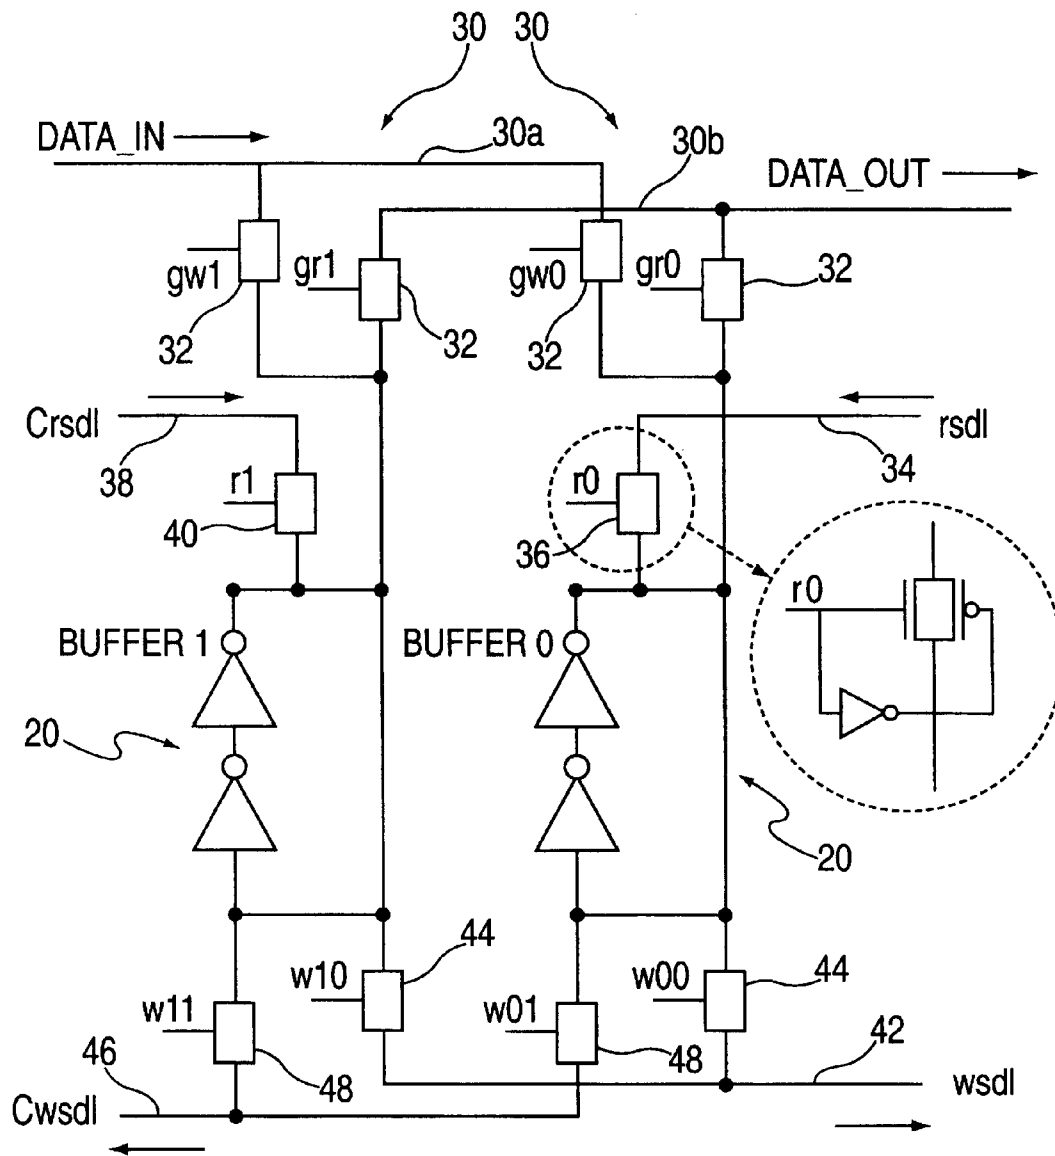 30 30
DATA_IN 30a 30b DATA_OUT
gw1 gr1 gw0 gr0 32
32 32 32
Crsdl rsdl
38 r1 r0 34
40 36
r0
BUFFER 1 BUFFER 0
20
20
44
w10 w00 44
w11 w01
46 48 48 42
wsdl
Cwsdl